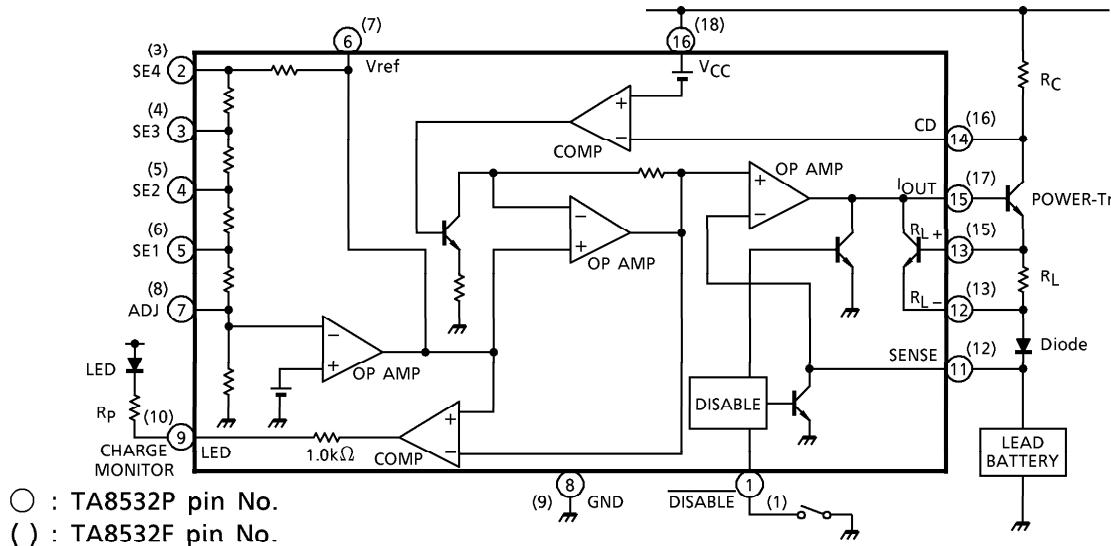 (7)
6
Vref
(18)
16
VCC
(3)
SE4 2
(4)
SE3 3
(5)
SE2 4
(6)
SE1 5
(8)
ADJ 7
LED
RP
(10)
9
CHARGE
MONITOR
LED
1.0kΩ
+
−
COMP
−
+
OP AMP
−
+
OP AMP
+
−
OP AMP
+
−
COMP
RC
CD
14
(16)
IOUT
15
(17)
POWER-Tr
RL+
13
(15)
RL
RL−
12
(13)
Diode
SENSE
11
(12)
DISABLE
LEAD
BATTERY
(9)
8
GND
DISABLE
1
(1)
○ : TA8532P pin No.
( ) : TA8532F pin No.